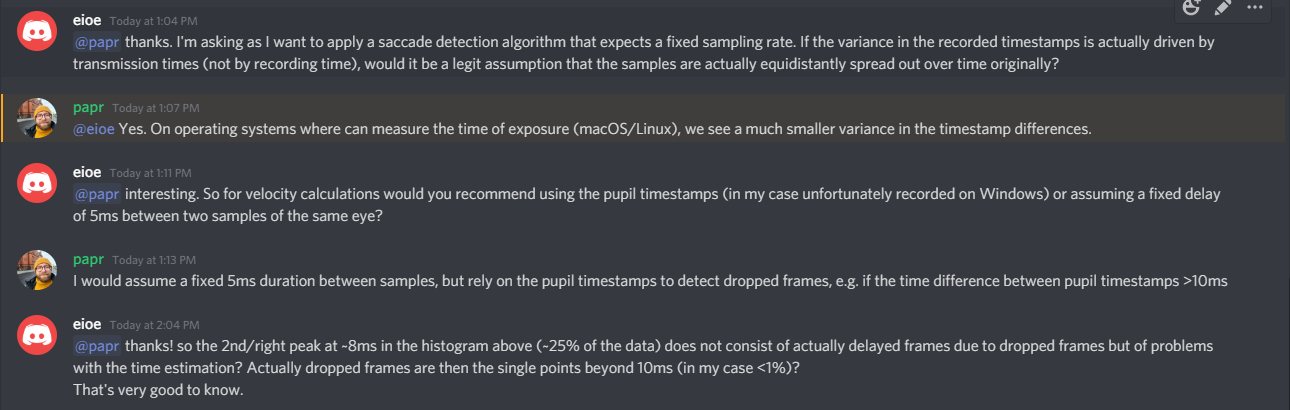 eioe Today at 1:04 PM
@papr thanks. I'm asking as I want to apply a saccade detection algorithm that expects a fixed sampling rate. If the variance in the recorded timestamps is actually driven by
transmission times (not by recording time), would it be a legit assumption that the samples are actually equidistantly spread out over time originally?
papr Today at 1:07 PM
@eioe Yes. On operating systems where can measure the time of exposure (macOS/Linux), we see a much smaller variance in the timestamp differences.
eioe Today at 1:11 PM
@papr interesting. So for velocity calculations would you recommend using the pupil timestamps (in my case unfortunately recorded on Windows) or assuming a fixed delay
of 5ms between two samples of the same eye?
papr Today at 1:13 PM
I would assume a fixed 5ms duration between samples, but rely on the pupil timestamps to detect dropped frames, e.g. if the time difference between pupil timestamps >10ms
eioe Today at 2:04 PM
@papr thanks! so the 2nd/right peak at ~8ms in the histogram above (~25% of the data) does not consist of actually delayed frames due to dropped frames but of problems
with the time estimation? Actually dropped frames are then the single points beyond 10ms (in my case <1%)?
That's very good to know.